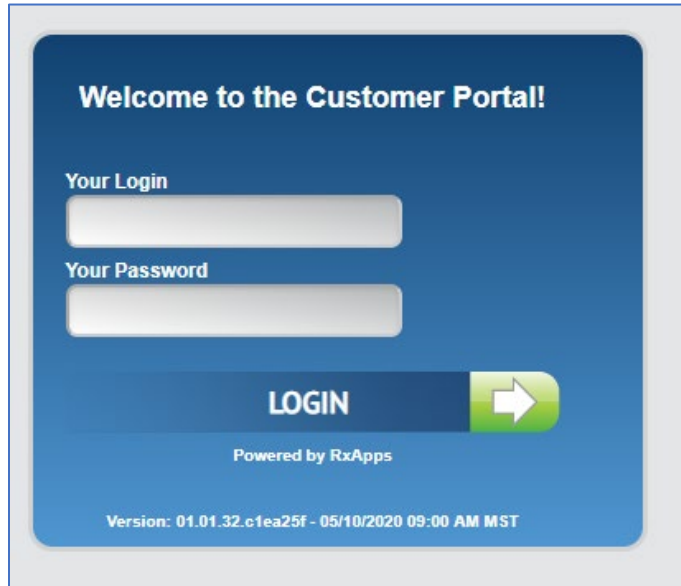 Welcome to the Customer Portal!
Your Login
Your Password
LOGIN
Powered by RxApps
Version: 01.01.32.c1ea25f - 05/10/2020 09:00 AM MST